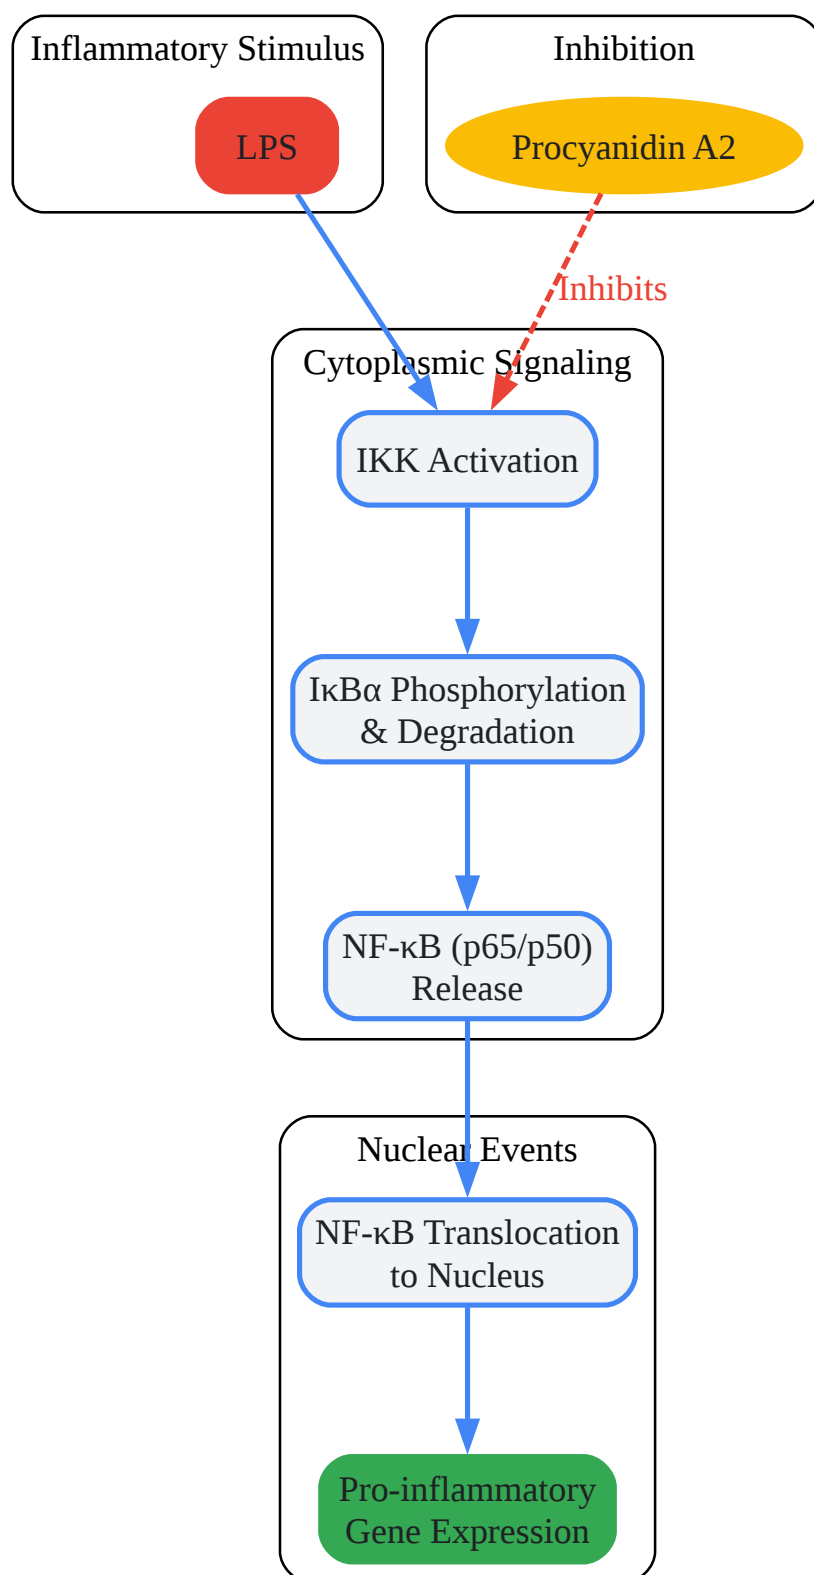 Inflammatory Stimulus
Inhibition
LPS
Procyanidin A2
Inhibits
Cytoplasmic Signaling
IKK Activation
IκBα Phosphorylation
& Degradation
NF-κB (p65/p50)
Release
Nuclear Events
NF-κB Translocation
to Nucleus
Pro-inflammatory
Gene Expression